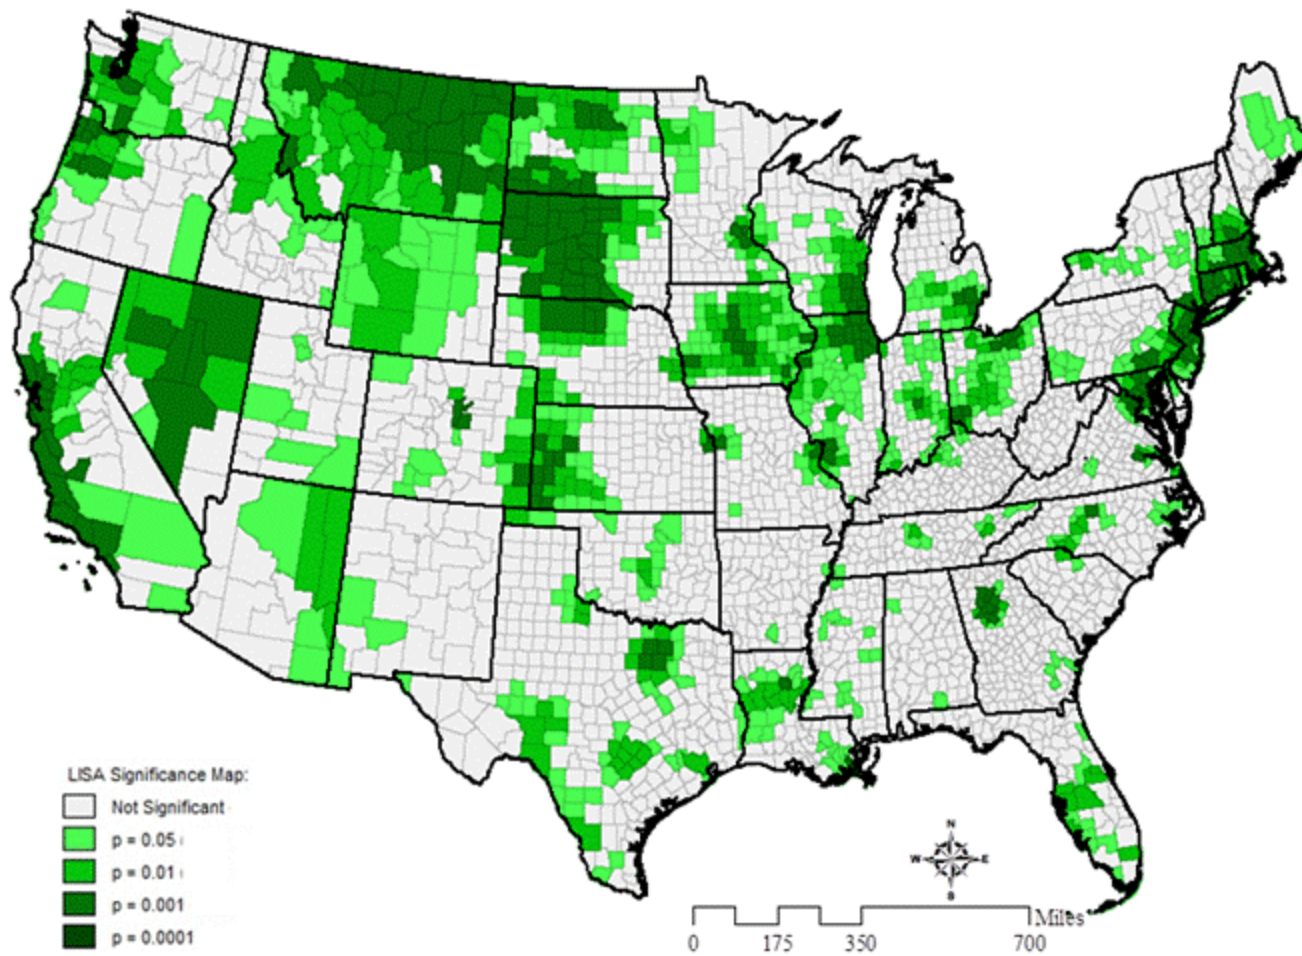 LISA Significance Map:
Not Significant
p = 0.05
p = 0.01
p = 0.001
p = 0.0001
N
W E
S
Miles
0 175 350 700